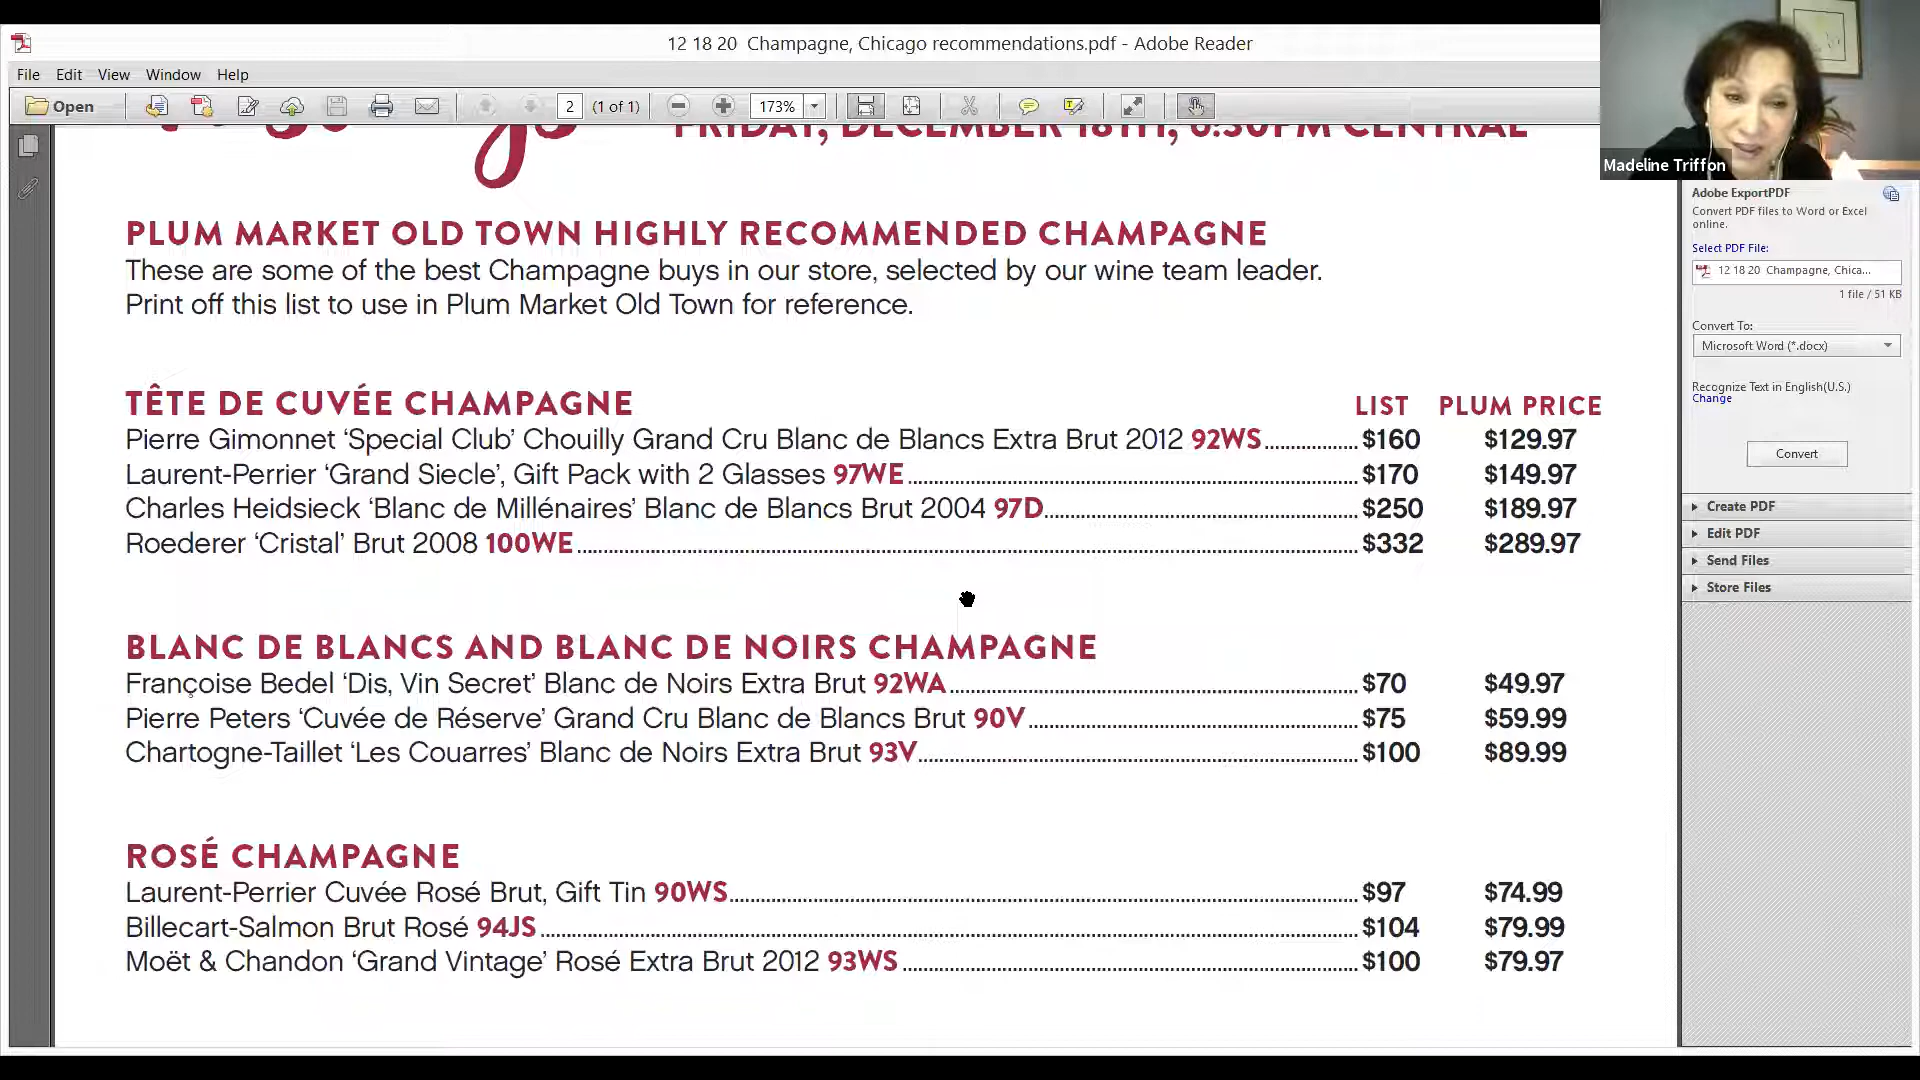 12 18 20 Champagne, Chicago recommendations.pdf - Adobe Reader
File Edit View Window Help
Open 2 (1 of 1) 173%
FRIDAY, DECEMBER 18TH, 6:30PM CENTRAL
Madeline Triffon
PLUM MARKET OLD TOWN HIGHLY RECOMMENDED CHAMPAGNE
These are some of the best Champagne buys in our store, selected by our wine team leader.
Print off this list to use in Plum Market Old Town for reference.
TÊTE DE CUVÉE CHAMPAGNE LIST PLUM PRICE
Pierre Gimonnet ‘Special Club’ Chouilly Grand Cru Blanc de Blancs Extra Brut 2012 92WS $160 $129.97
Laurent-Perrier ‘Grand Siecle’, Gift Pack with 2 Glasses 97WE $170 $149.97
Charles Heidsieck ‘Blanc de Millénaires’ Blanc de Blancs Brut 2004 97D $250 $189.97
Roederer ‘Cristal’ Brut 2008 100WE $332 $289.97
BLANC DE BLANCS AND BLANC DE NOIRS CHAMPAGNE
Françoise Bedel ‘Dis, Vin Secret’ Blanc de Noirs Extra Brut 92WA $70 $49.97
Pierre Peters ‘Cuvée de Réserve’ Grand Cru Blanc de Blancs Brut 90V $75 $59.99
Chartogne-Taillet ‘Les Couarres’ Blanc de Noirs Extra Brut 93V $100 $89.99
ROSÉ CHAMPAGNE
Laurent-Perrier Cuvée Rosé Brut, Gift Tin 90WS $97 $74.99
Billecart-Salmon Brut Rosé 94JS $104 $79.99
Moët & Chandon ‘Grand Vintage’ Rosé Extra Brut 2012 93WS $100 $79.97
Adobe ExportPDF
Convert PDF files to Word or Excel
online.
Select PDF File:
12 18 20 Champagne, Chica...
1 file / 51 KB
Convert To:
Microsoft Word (*.docx)
Recognize Text in English(U.S.)
Change
Convert
Create PDF
Edit PDF
Send Files
Store Files